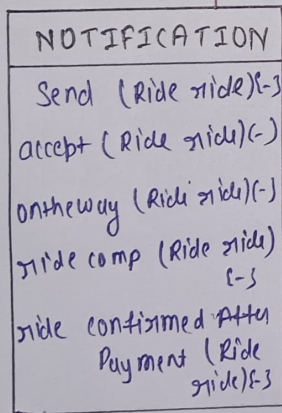 NOTIFICATION
Send (Ride ride){-}
accept (Ride ride){-}
ontheway (Ride ride){-}
ride comp (Ride ride)
{-}
ride confirmed After
Payment (Ride
ride){-}